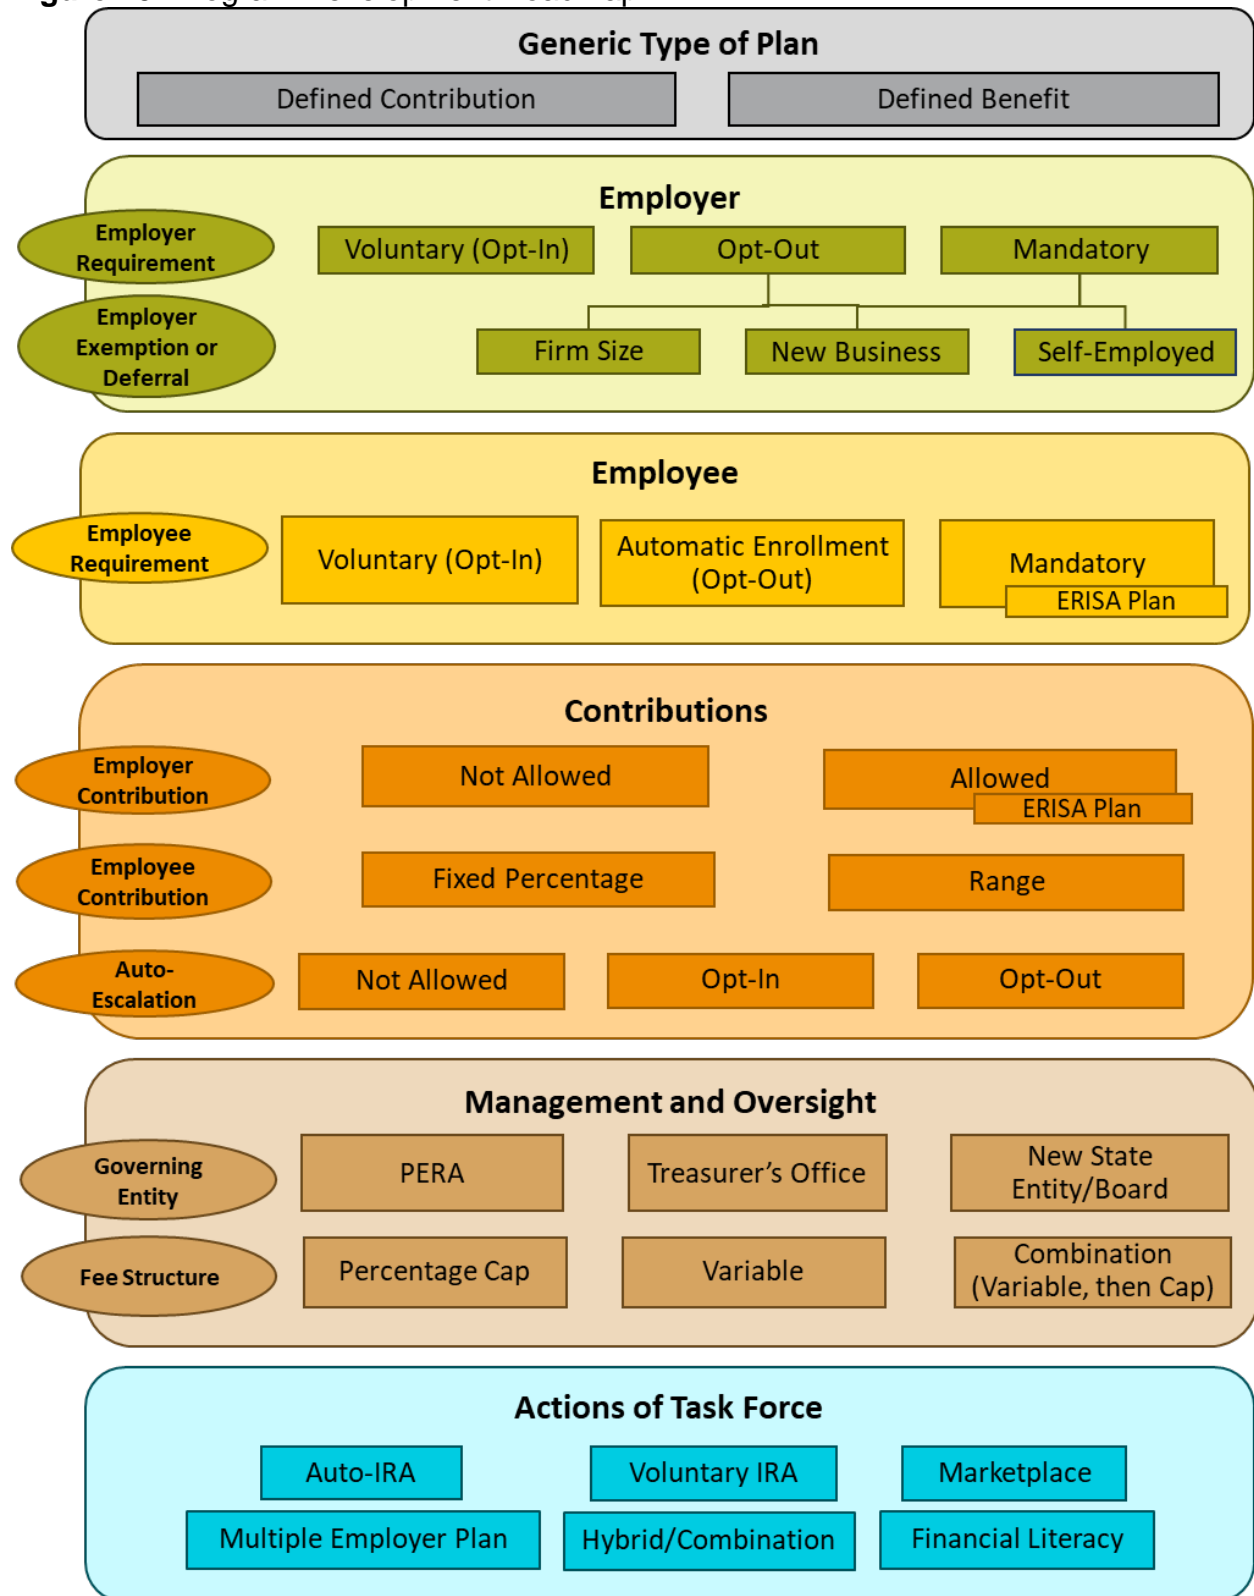 Generic Type of Plan
Defined Contribution
Defined Benefit
Employer
Employer
Requirement
Voluntary (Opt-In)
Opt-Out
Mandatory
Employer
Exemption or
Deferral
Firm Size
New Business
Self-Employed
Employee
Employee
Requirement
Voluntary (Opt-In)
Automatic Enrollment
(Opt-Out)
Mandatory
ERISA Plan
Contributions
Employer
Contribution
Not Allowed
Allowed
ERISA Plan
Employee
Contribution
Fixed Percentage
Range
Auto-
Escalation
Not Allowed
Opt-In
Opt-Out
Management and Oversight
Governing
Entity
PERA
Treasurer’s Office
New State
Entity/Board
Fee Structure
Percentage Cap
Variable
Combination
(Variable, then Cap)
Actions of Task Force
Auto-IRA
Voluntary IRA
Marketplace
Multiple Employer Plan
Hybrid/Combination
Financial Literacy